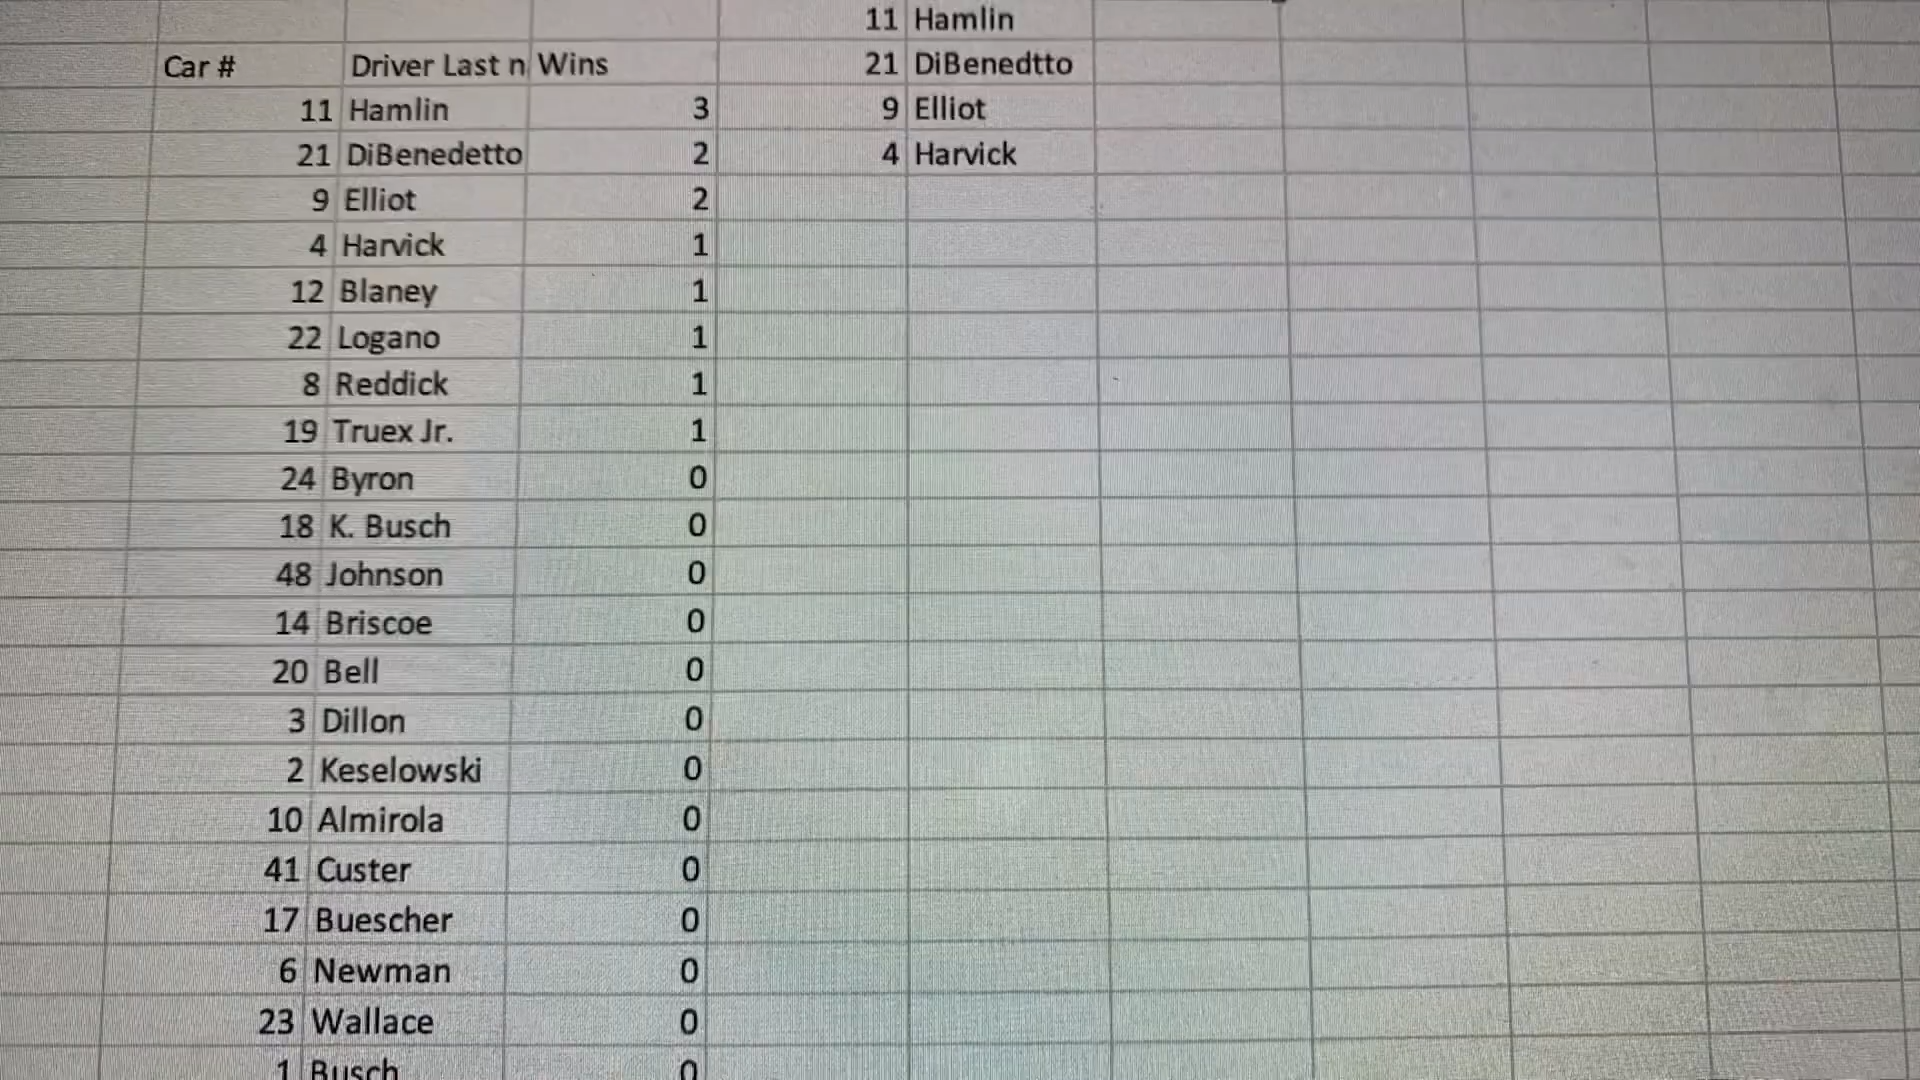 11 Hamlin
Car # Driver Last n Wins 21 DiBenedtto
11 Hamlin 3 9 Elliot
21 DiBenedetto 2 4 Harvick
9 Elliot 2
4 Harvick 1
12 Blaney 1
22 Logano 1
8 Reddick 1
19 Truex Jr. 1
24 Byron 0
18 K. Busch 0
48 Johnson 0
14 Briscoe 0
20 Bell 0
3 Dillon 0
2 Keselowski 0
10 Almirola 0
41 Custer 0
17 Buescher 0
6 Newman 0
23 Wallace 0
1 Busch 0